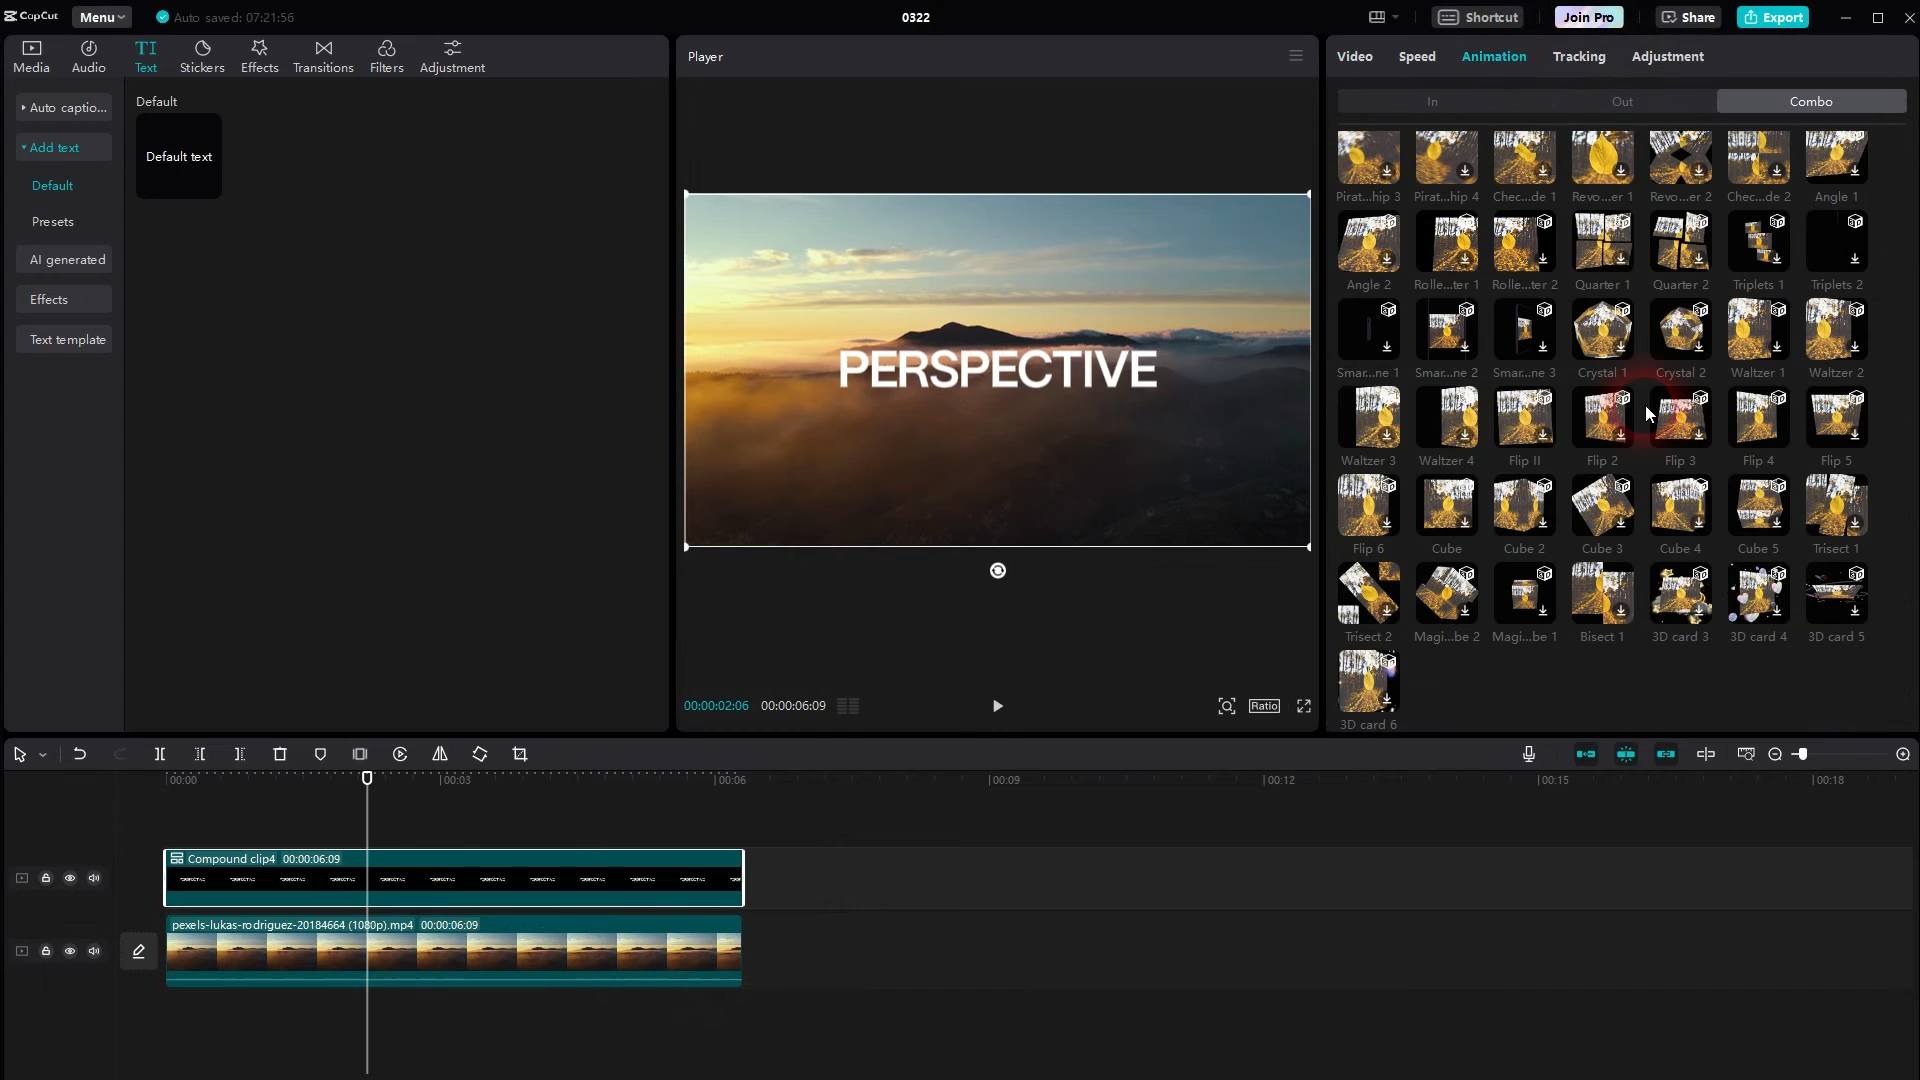 CapCut
Menu
Auto saved: 07:21:56
0322
Shortcut
Join Pro
Share
Export
Media
Audio
TI
Text
Stickers
Effects
Transitions
Filters
Adjustment
Auto captio...
Add text
Default
Presets
AI generated
Effects
Text template
Default
Default text
Player
PERSPECTIVE
00:00:02:06
00:00:06:09
Ratio
Video
Speed
Animation
Tracking
Adjustment
In
Out
Combo
Pirat...hip 3
Pirat...hip 4
Chec...de 1
Revo...er 1
Revo...er 2
Chec...de 2
Angle 1
Angle 2
Rolle...ter 1
Rolle...ter 2
Quarter 1
Quarter 2
Triplets 1
Triplets 2
Smar...ne 1
Smar...ne 2
Smar...ne 3
Crystal 1
Crystal 2
Waltzer 1
Waltzer 2
Waltzer 3
Waltzer 4
Flip II
Flip 2
Flip 3
Flip 4
Flip 5
Flip 6
Cube
Cube 2
Cube 3
Cube 4
Cube 5
Trisect 1
Trisect 2
Magi...be 2
Magi...be 1
Bisect 1
3D card 3
3D card 4
3D card 5
3D card 6
00:00
00:03
00:06
00:09
00:12
00:15
00:18
Compound clip4 00:00:06:09
pexels-lukas-rodriguez-20184664 (1080p).mp4 00:00:06:09